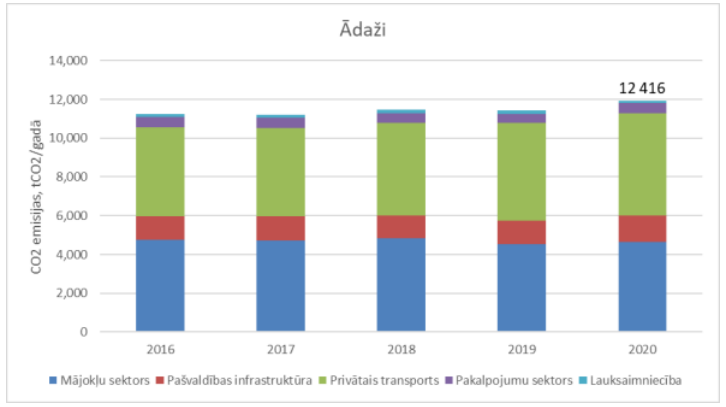 Ādaži
CO2 emisijas, tCO2/gadā
14,000
12,000
10,000
8,000
6,000
4,000
2,000
0
12 416
2016 2017 2018 2019 2020
Mājokļu sektors Pašvaldības infrastruktūra Privātais transports Pakalpojumu sektors Lauksaimniecība